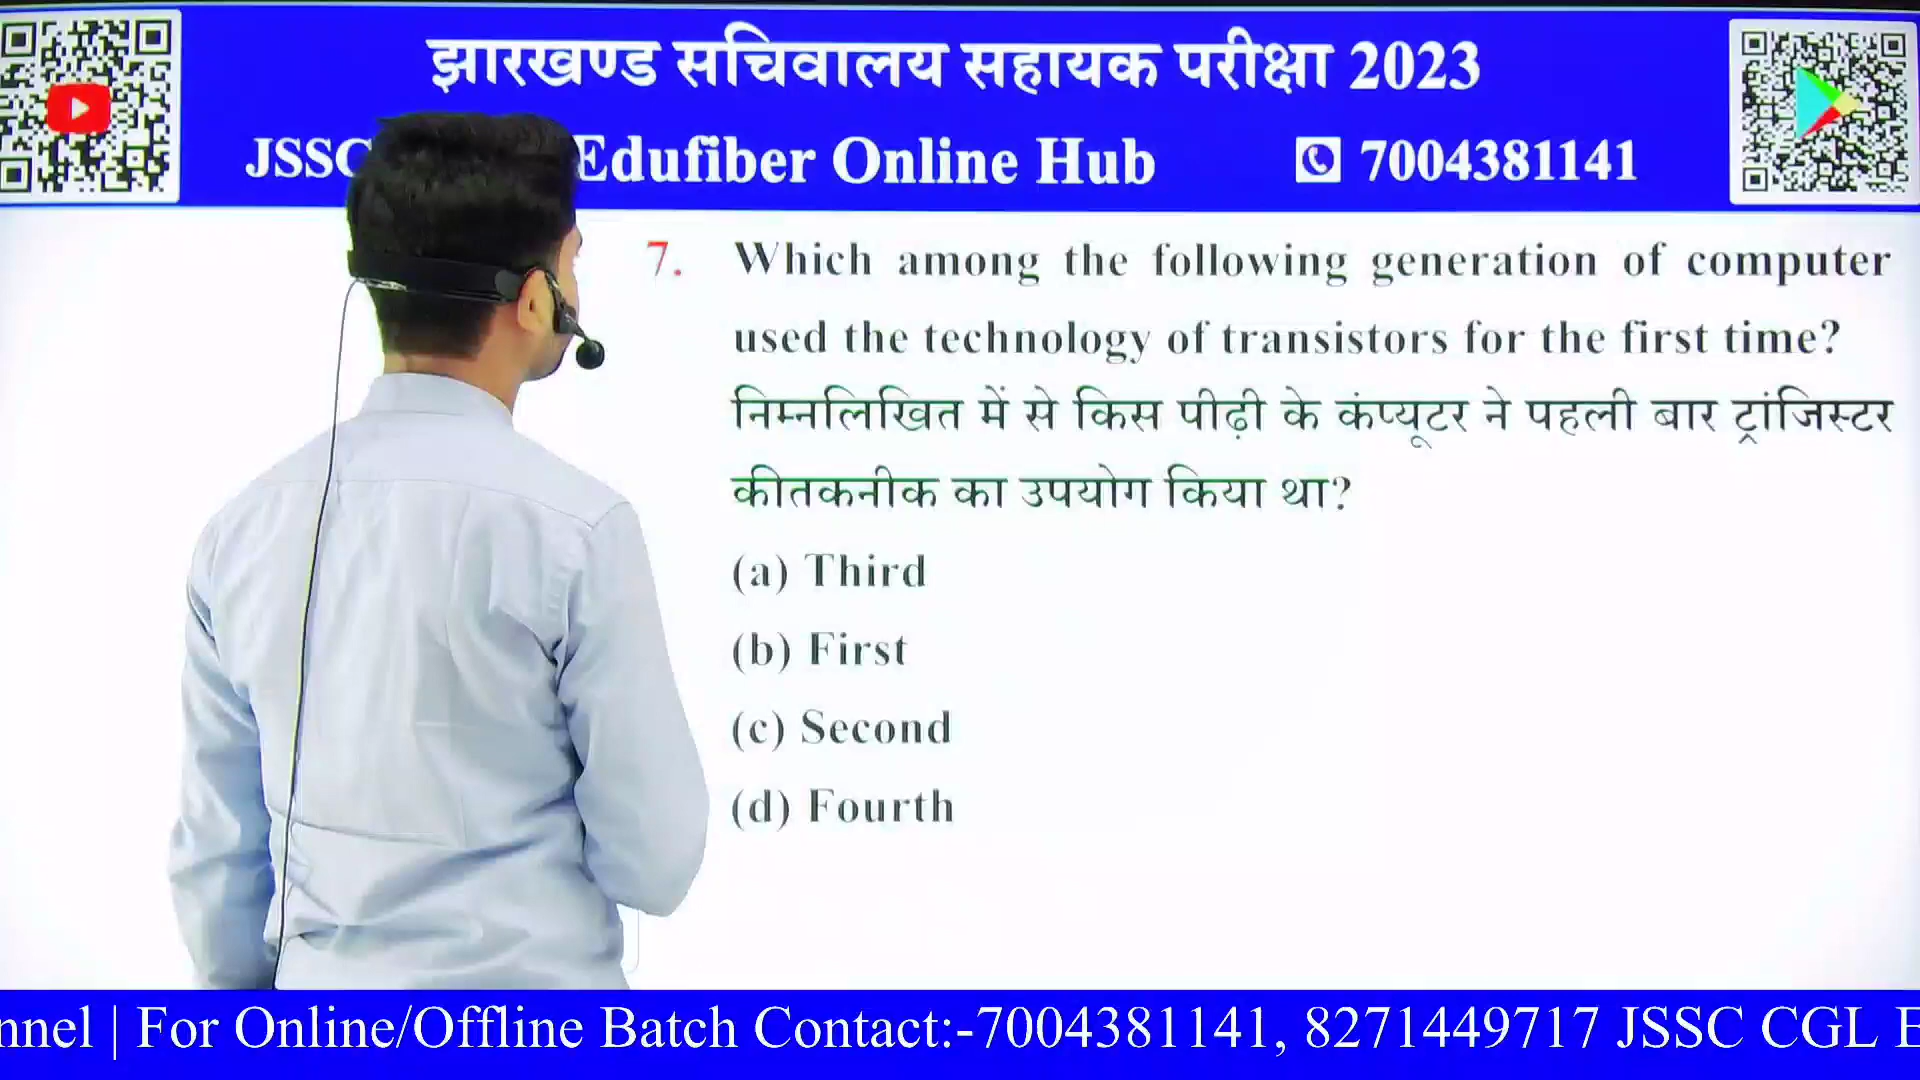 झारखण्ड सचिवालय सहायक परीक्षा 2023
JSSC Edufiber Online Hub 7004381141
7. Which among the following generation of computer
used the technology of transistors for the first time?
निम्नलिखित में से किस पीढ़ी के कंप्यूटर ने पहली बार ट्रांजिस्टर
कीतकनीक का उपयोग किया था?
(a) Third
(b) First
(c) Second
(d) Fourth
| For Online/Offline Batch Contact:-7004381141, 8271449717 JSSC CGL